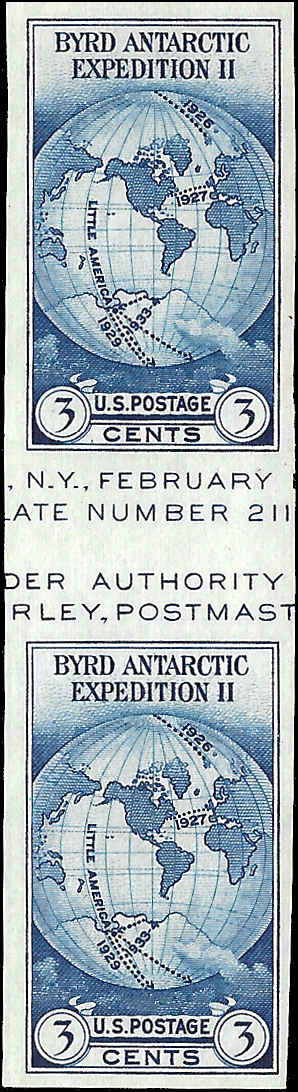 BYRD ANTARCTIC
EXPEDITION II
1926
1927
LITTLE AMERICA
1929
1933
3 U.S. POSTAGE 3
CENTS
, N.Y., FEBRUARY
LATE NUMBER 211
DER AUTHORITY
RLEY, POSTMAST
BYRD ANTARCTIC
EXPEDITION II
1926
1927
LITTLE AMERICA
1929
1933
3 U.S. POSTAGE 3
CENTS